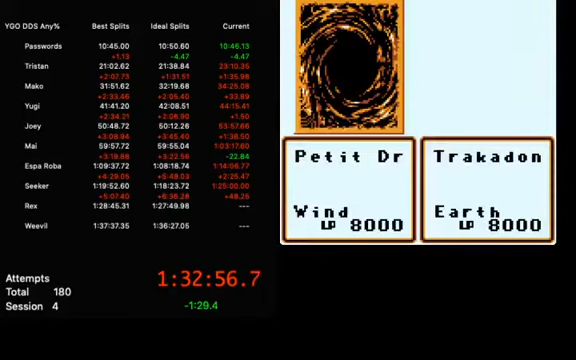 YGO DDS Any% Best Splits Ideal Splits Current
Passwords 10:45.00 10:50.60 10:46.13
+1.13 -4.47 -4.47
Tristan 21:02.62 21:38.84 23:10.35
+2:07.73 +1:31.51 +1:35.98
Mako 31:51.62 32:19.68 34:25.08
+2:33.46 +2:05.40 +33.89
Yugi 41:41.20 42:08.51 44:15.41
+2:34.21 +2:06.90 +1.50
Joey 50:48.72 50:12.26 53:57.66
+3:08.94 +3:45.40 +1:38.50
Mai 59:57.72 59:55.04 1:03:17.60
+3:19.88 +3:22.56 -22.84
Espa Roba 1:09:37.72 1:08:18.74 1:14:06.77
+4:29.05 +5:48.03 +2:25.47
Seeker 1:19:52.60 1:18:23.72 1:25:00.00
+5:07.40 +6:36.28 +48.25
Rex 1:28:45.31 1:27:49.98 ---
Weevil 1:37:37.35 1:36:27.05 ---
Attempts
Total 180
Session 4
1:32:56.7
-1:29.4
Petit Dr
Wind
LP 8000
Trakadon
Earth
LP 8000